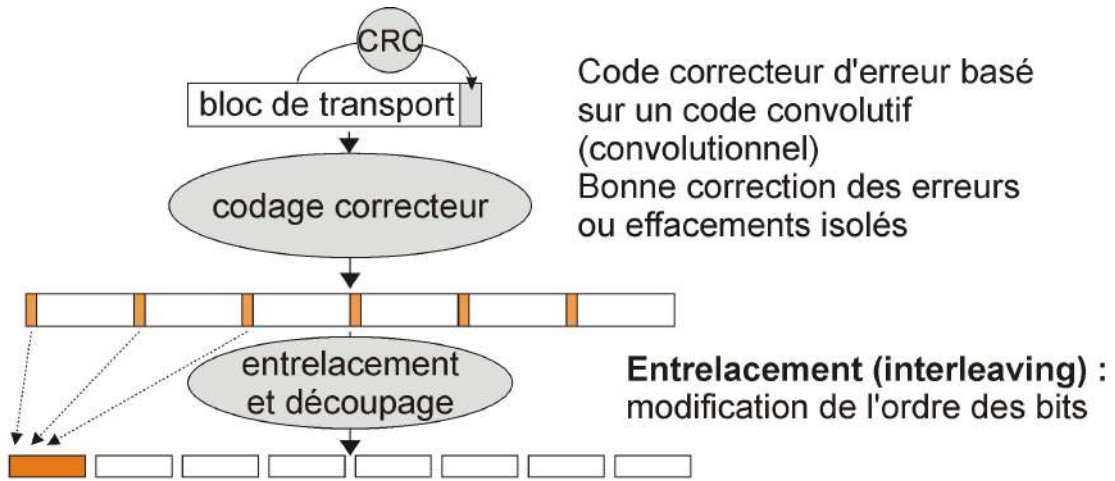 CRC
bloc de transport
Code correcteur d'erreur basé
sur un code convolutif
(convolutionnel)
Bonne correction des erreurs
ou effacements isolés
codage correcteur
entrelacement
et découpage
Entrelacement (interleaving) :
modification de l'ordre des bits